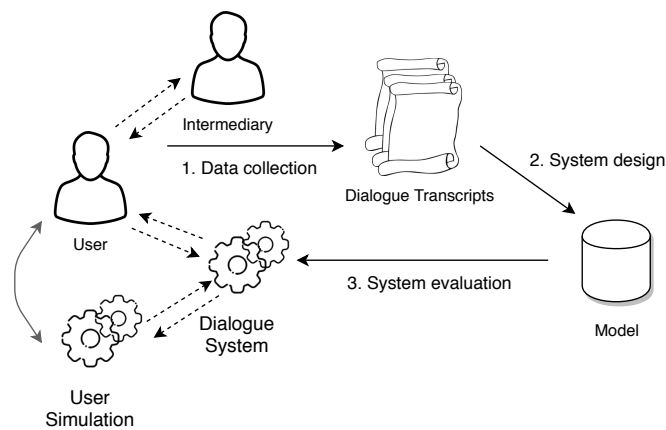 Intermediary
1. Data collection
2. System design
Dialogue Transcripts
User
3. System evaluation
Dialogue
System
Model
User
Simulation